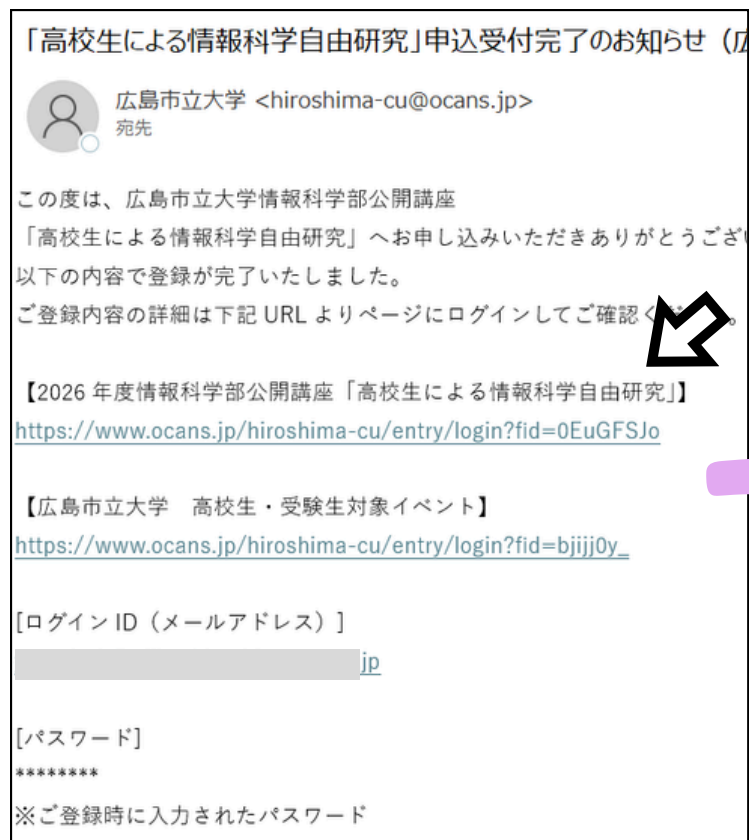 「高校生による情報科学自由研究」申込受付完了のお知らせ（広
広島市立大学 <hiroshima-cu@ocans.jp>
宛先
この度は、広島市立大学情報科学部公開講座
「高校生による情報科学自由研究」へお申し込みいただきありがとうござい
以下の内容で登録が完了いたしました。
ご登録内容の詳細は下記 URL よりページにログインしてご確認く
【2026 年度情報科学部公開講座「高校生による情報科学自由研究」】
https://www.ocans.jp/hiroshima-cu/entry/login?fid=0EuGFSJo
【広島市立大学　高校生・受験生対象イベント】
https://www.ocans.jp/hiroshima-cu/entry/login?fid=bjijj0y_
[ログイン ID（メールアドレス）]
jp
[パスワード]
********
※ご登録時に入力されたパスワード